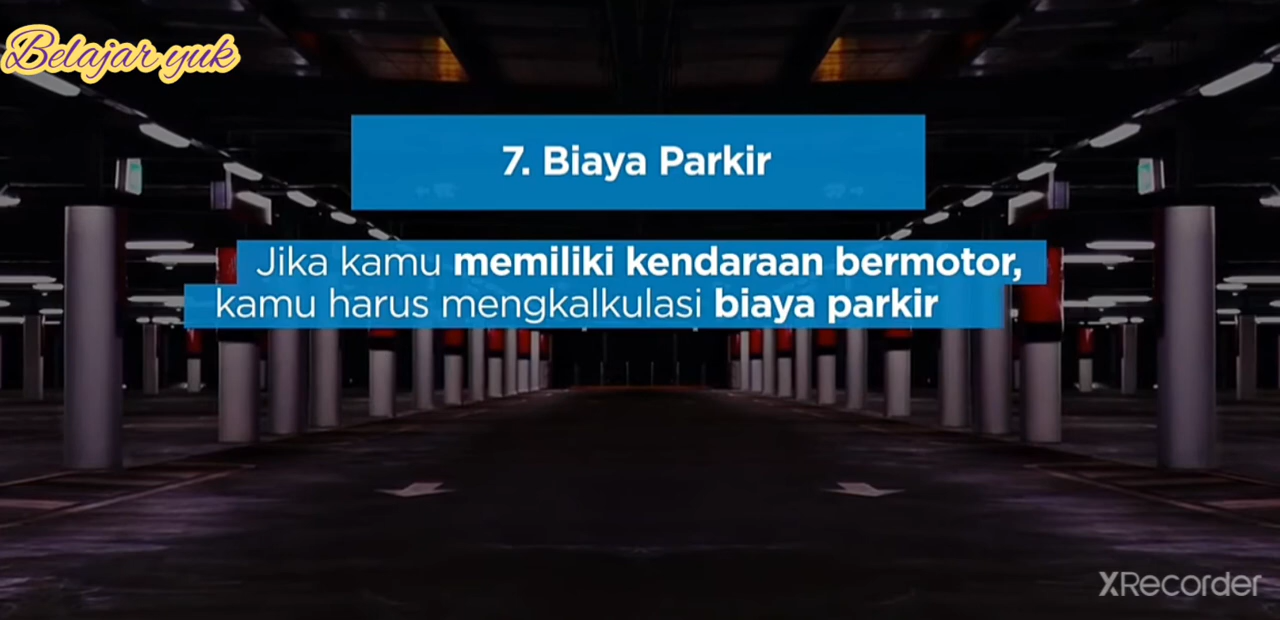 Belajar yuk
7. Biaya Parkir
Jika kamu memiliki kendaraan bermotor,
kamu harus mengkalkulasi biaya parkir
XRecorder